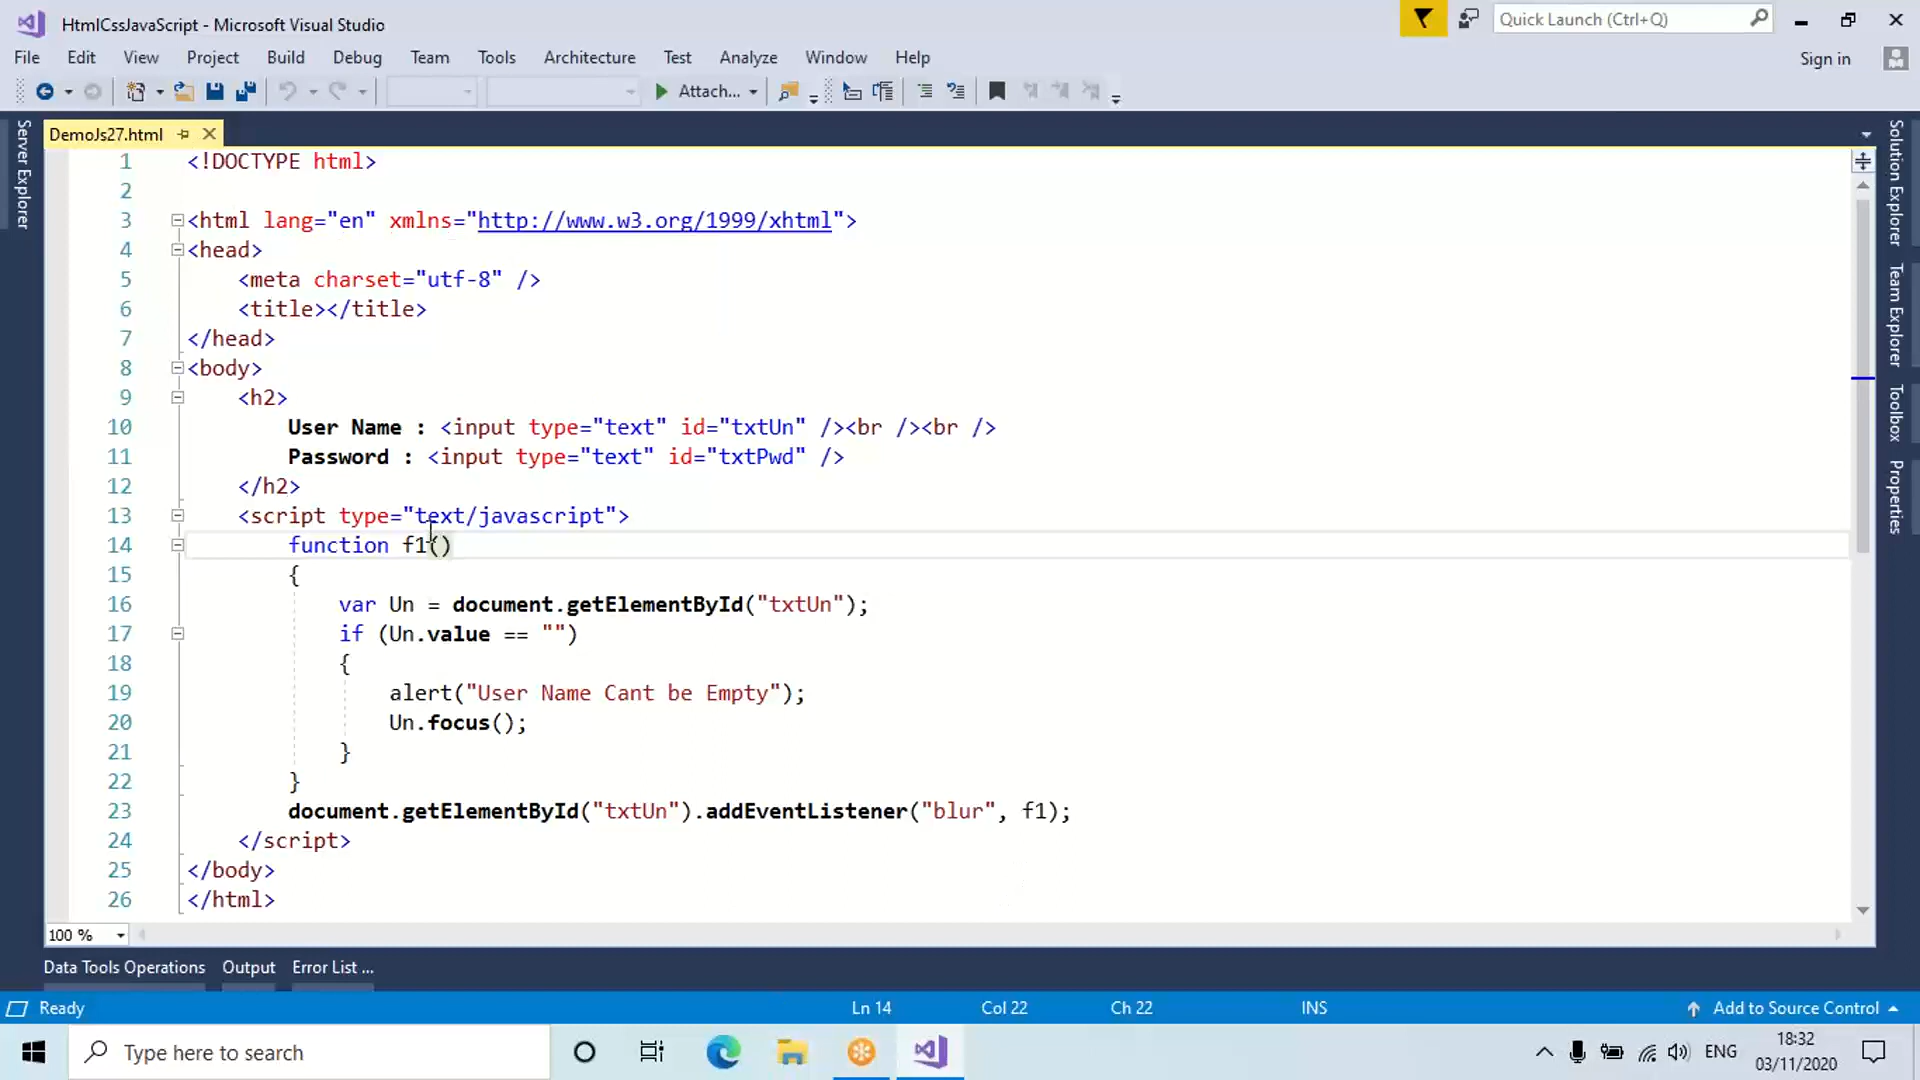 HtmlCssJavaScript - Microsoft Visual Studio
Quick Launch (Ctrl+Q)
File Edit View Project Build Debug Team Tools Architecture Test Analyze Window Help
Sign in
Attach...
DemoJs27.html
Server Explorer
Solution Explorer
Team Explorer
Toolbox
Properties
1 <!DOCTYPE html>
2
3 <html lang="en" xmlns="http://www.w3.org/1999/xhtml">
4 <head>
5 <meta charset="utf-8" />
6 <title></title>
7 </head>
8 <body>
9 <h2>
10 User Name : <input type="text" id="txtUn" /><br /><br />
11 Password : <input type="text" id="txtPwd" />
12 </h2>
13 <script type="text/javascript">
14 function f1()
15 {
16 var Un = document.getElementById("txtUn");
17 if (Un.value == "")
18 {
19 alert("User Name Cant be Empty");
20 Un.focus();
21 }
22 }
23 document.getElementById("txtUn").addEventListener("blur", f1);
24 </script>
25 </body>
26 </html>
100 %
Data Tools Operations Output Error List ...
Ready Ln 14 Col 22 Ch 22 INS Add to Source Control
Type here to search
ENG
18:32
03/11/2020